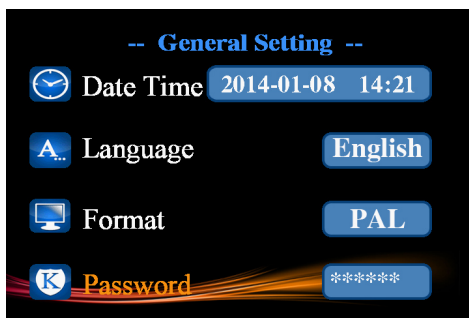 -- General Setting --
Date Time 2014-01-08 14:21
A... Language English
Format PAL
K Password ******